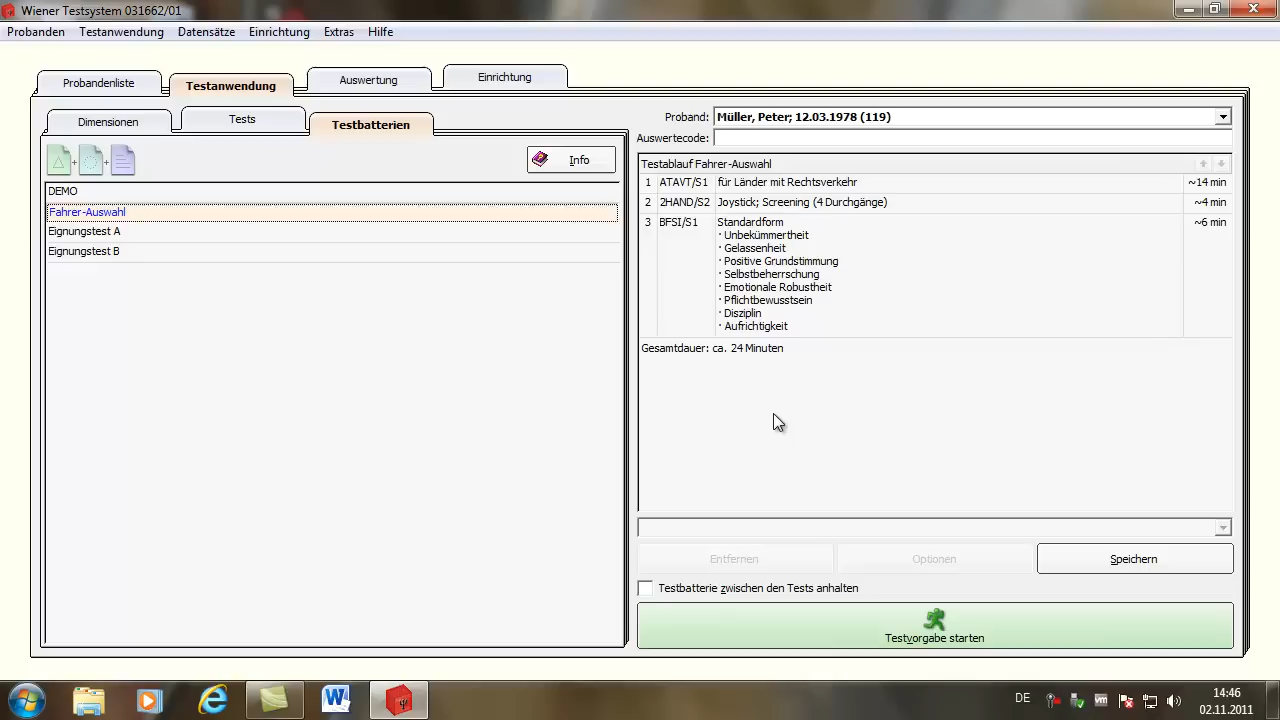 Wiener Testsystem 031662/01
Probanden Testanwendung Datensätze Einrichtung Extras Hilfe
Probandenliste Testanwendung Auswertung Einrichtung
Dimensionen Tests Testbatterien
Info
DEMO
Fahrer-Auswahl
Eignungstest A
Eignungstest B
Proband: Müller, Peter; 12.03.1978 (119)
Auswertecode:
Testablauf Fahrer-Auswahl
1 ATAVT/S1 für Länder mit Rechtsverkehr ~14 min
2 2HAND/S2 Joystick; Screening (4 Durchgänge) ~4 min
3 BFSI/S1 Standardform ~6 min
· Unbekümmertheit
· Gelassenheit
· Positive Grundstimmung
· Selbstbeherrschung
· Emotionale Robustheit
· Pflichtbewusstsein
· Disziplin
· Aufrichtigkeit
Gesamtdauer: ca. 24 Minuten
Entfernen Optionen Speichern
Testbatterie zwischen den Tests anhalten
Testvorgabe starten
DE
14:46
02.11.2011